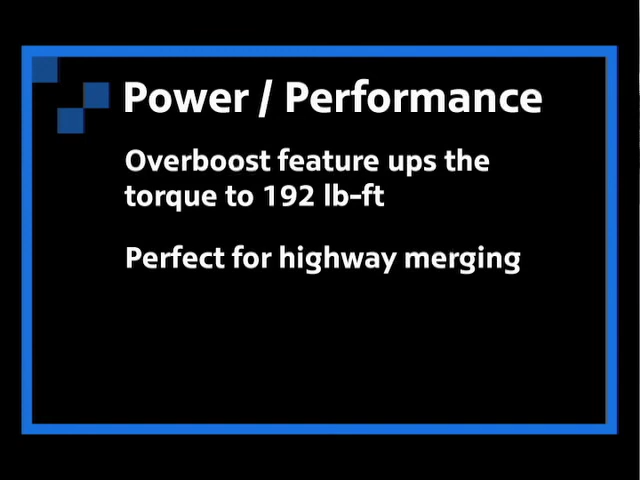 Power / Performance
Overboost feature ups the
torque to 192 lb-ft
Perfect for highway merging